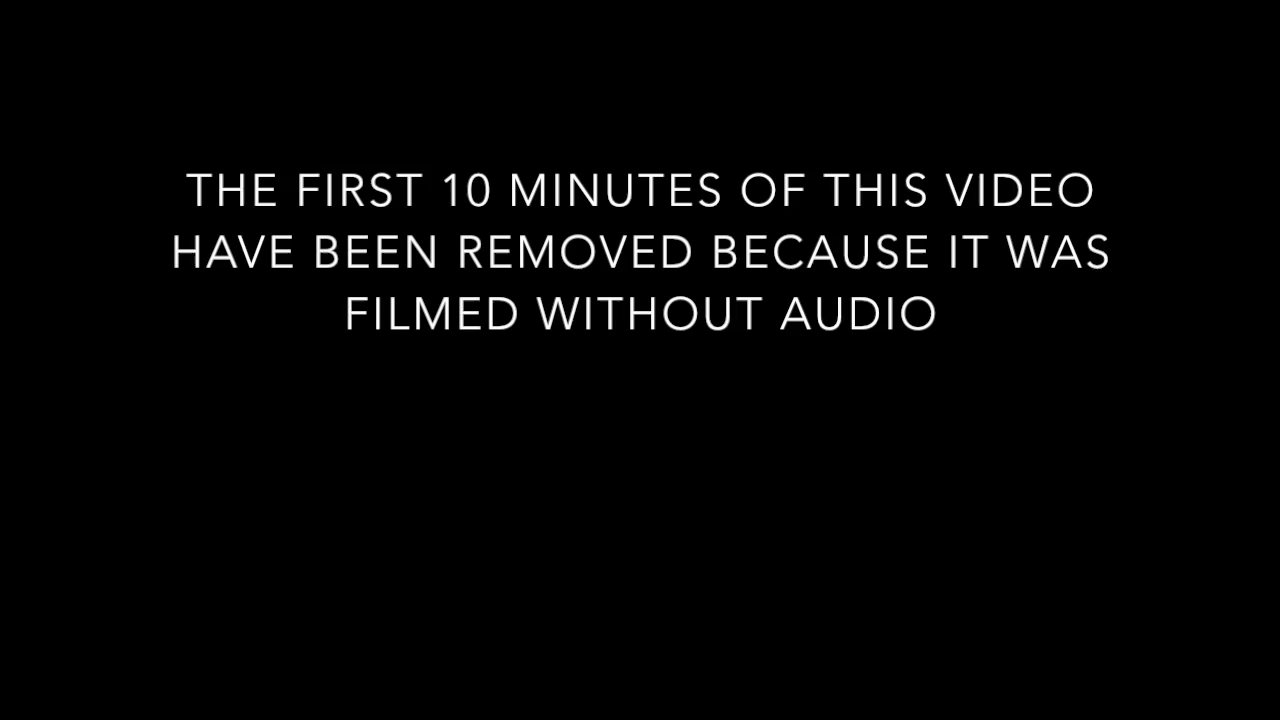 THE FIRST 10 MINUTES OF THIS VIDEO
HAVE BEEN REMOVED BECAUSE IT WAS
FILMED WITHOUT AUDIO